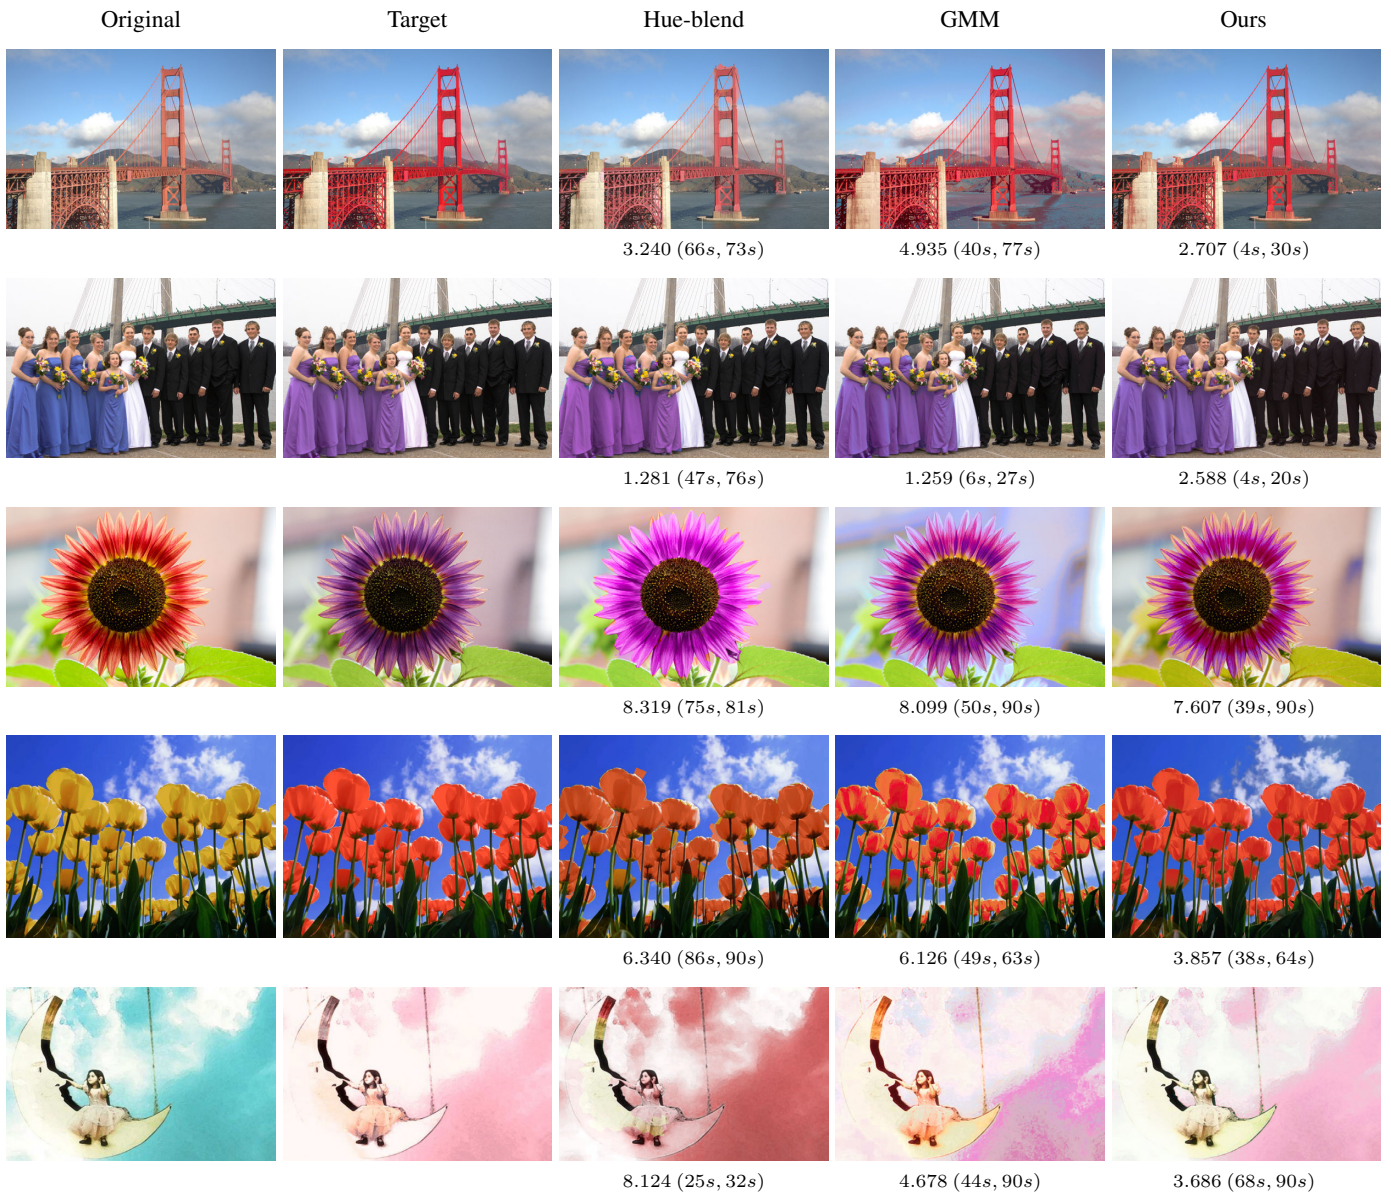 Original Target Hue-blend GMM Ours
3.240 (66s, 73s) 4.935 (40s, 77s) 2.707 (4s, 30s)
1.281 (47s, 76s) 1.259 (6s, 27s) 2.588 (4s, 20s)
8.319 (75s, 81s) 8.099 (50s, 90s) 7.607 (39s, 90s)
6.340 (86s, 90s) 6.126 (49s, 63s) 3.857 (38s, 64s)
8.124 (25s, 32s) 4.678 (44s, 90s) 3.686 (68s, 90s)